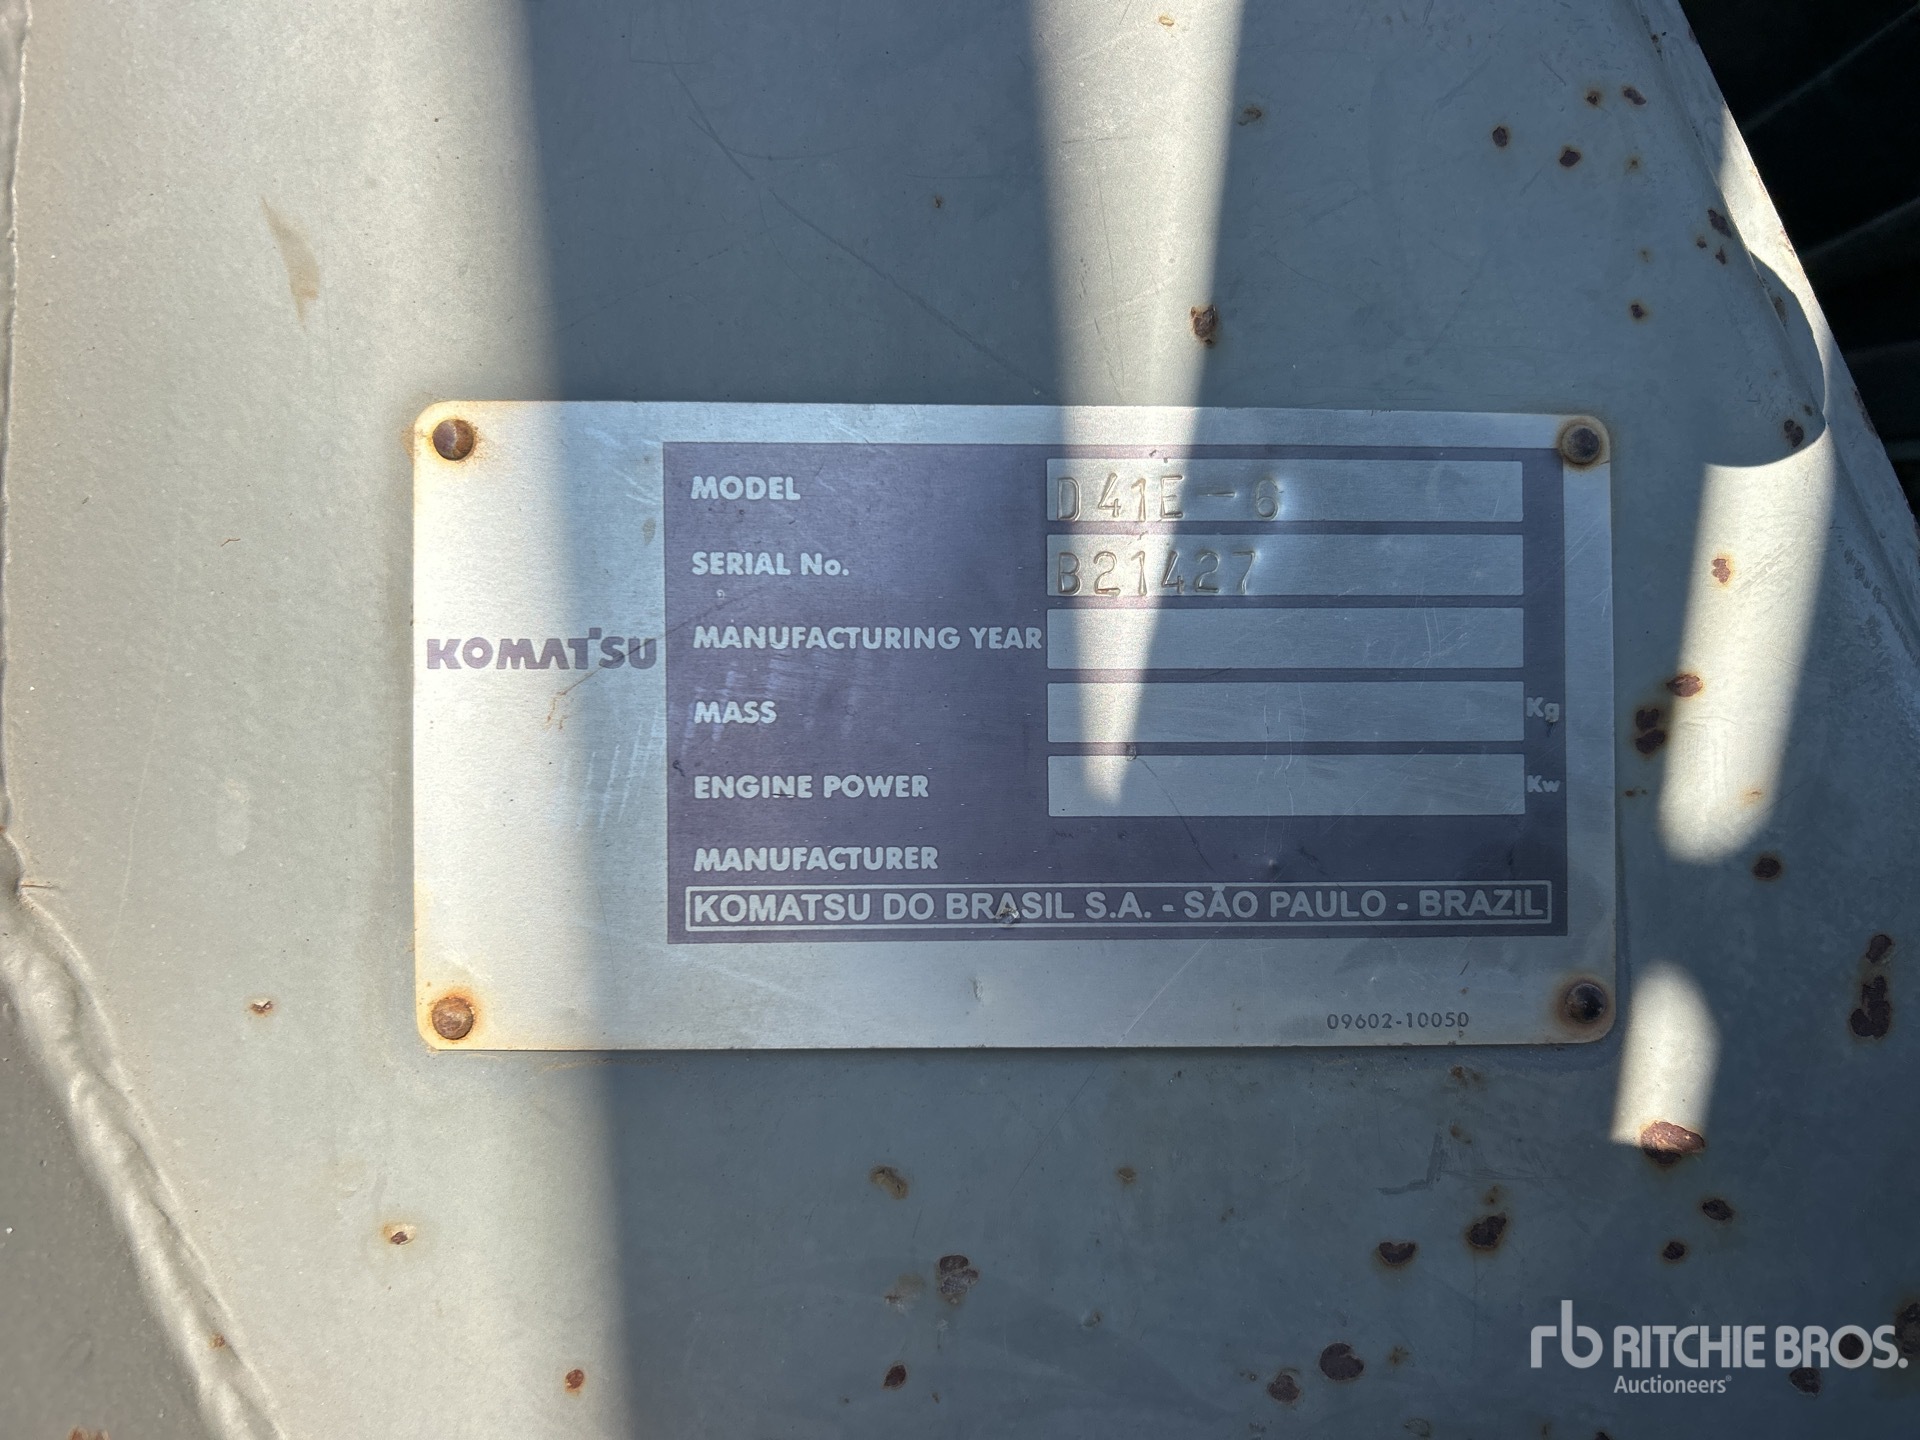 KOMATSU
MODEL D41E-6
SERIAL No. B21427
MANUFACTURING YEAR
MASS Kg
ENGINE POWER Kw
MANUFACTURER
KOMATSU DO BRASIL S.A. - SÃO PAULO - BRAZIL
09602-10050
rb RITCHIE BROS.
Auctioneers®